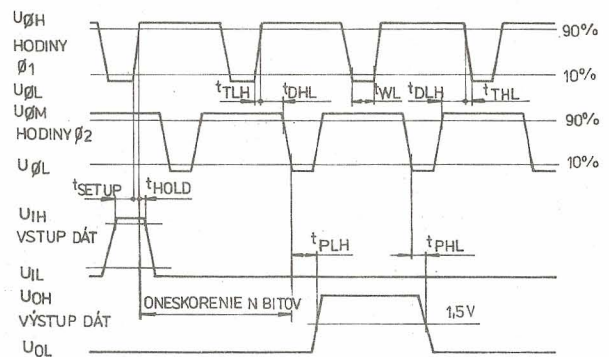 UØH
90%
HODINY
Ø1
10%
UØL
tTLH
tDHL
tWL
tDLH
tTHL
UØM
90%
HODINY Ø2
10%
UØL
tSETUP
tHOLD
UIH
VSTUP DÁT
tPLH
tPHL
UIL
UOH
ONESKORENIE N BITOV
1,5V
VÝSTUP DÁT
UOL